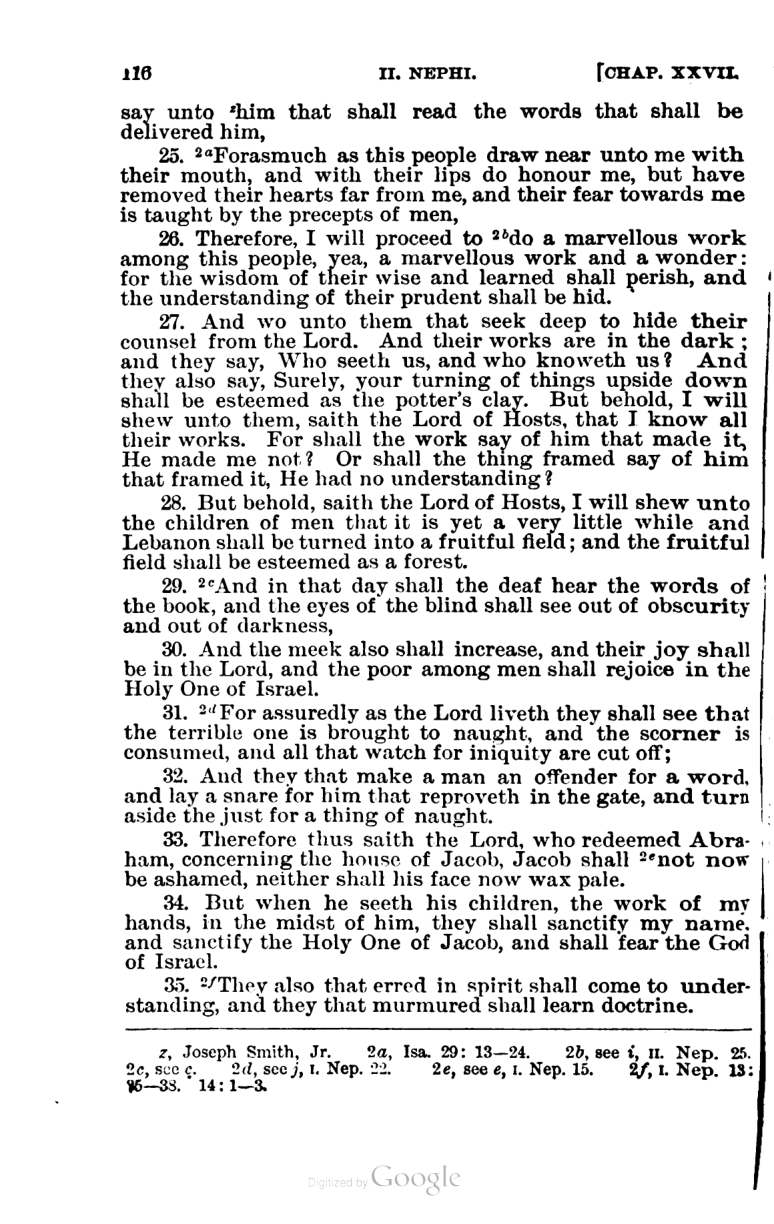 116 II. NEPHI. [CHAP. XXVII.
say unto ᶻhim that shall read the words that shall be
delivered him,
25. ²ᵃForasmuch as this people draw near unto me with
their mouth, and with their lips do honour me, but have
removed their hearts far from me, and their fear towards me
is taught by the precepts of men,
26. Therefore, I will proceed to ²ᵇdo a marvellous work
among this people, yea, a marvellous work and a wonder:
for the wisdom of their wise and learned shall perish, and
the understanding of their prudent shall be hid.
27. And wo unto them that seek deep to hide their
counsel from the Lord. And their works are in the dark;
and they say, Who seeth us, and who knoweth us? And
they also say, Surely, your turning of things upside down
shall be esteemed as the potter's clay. But behold, I will
shew unto them, saith the Lord of Hosts, that I know all
their works. For shall the work say of him that made it,
He made me not? Or shall the thing framed say of him
that framed it, He had no understanding?
28. But behold, saith the Lord of Hosts, I will shew unto
the children of men that it is yet a very little while and
Lebanon shall be turned into a fruitful field; and the fruitful
field shall be esteemed as a forest.
29. ²ᶜAnd in that day shall the deaf hear the words of
the book, and the eyes of the blind shall see out of obscurity
and out of darkness,
30. And the meek also shall increase, and their joy shall
be in the Lord, and the poor among men shall rejoice in the
Holy One of Israel.
31. ²ᵈFor assuredly as the Lord liveth they shall see that
the terrible one is brought to naught, and the scorner is
consumed, and all that watch for iniquity are cut off;
32. And they that make a man an offender for a word,
and lay a snare for him that reproveth in the gate, and turn
aside the just for a thing of naught.
33. Therefore thus saith the Lord, who redeemed Abra-
ham, concerning the house of Jacob, Jacob shall ²ᵉnot now
be ashamed, neither shall his face now wax pale.
34. But when he seeth his children, the work of my
hands, in the midst of him, they shall sanctify my name,
and sanctify the Holy One of Jacob, and shall fear the God
of Israel.
35. ²ᶠThey also that erred in spirit shall come to under-
standing, and they that murmured shall learn doctrine.
z, Joseph Smith, Jr. 2a, Isa. 29: 13—24. 2b, see i, II. Nep. 25.
2c, see c. 2d, see j, I. Nep. 22. 2e, see e, I. Nep. 15. 2f, I. Nep. 13:
35—38. 14: 1—3.
Digitized by Google